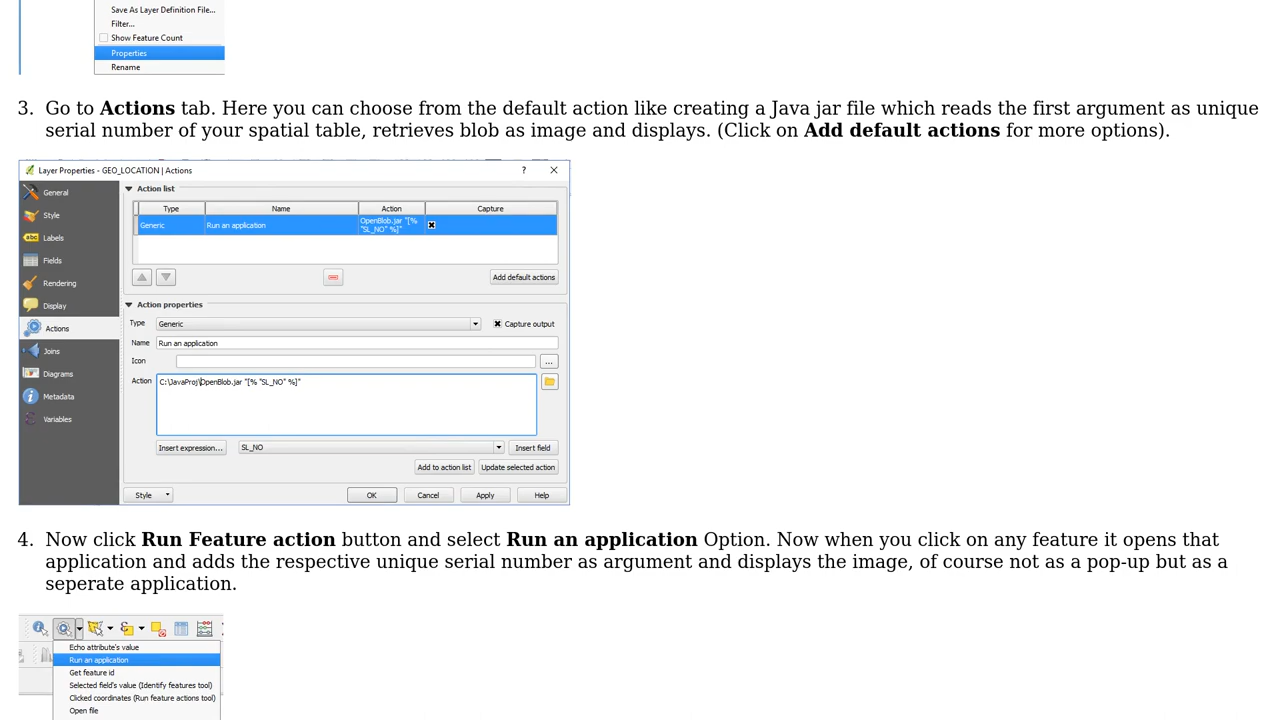 Save As Layer Definition File...
Filter...
Show Feature Count
Properties
Rename
3. Go to Actions tab. Here you can choose from the default action like creating a Java jar file which reads the first argument as unique
serial number of your spatial table, retrieves blob as image and displays. (Click on Add default actions for more options).
Layer Properties - GEO_LOCATION | Actions ?
General
Style
Labels
Fields
Rendering
Display
Actions
Joins
Diagrams
Metadata
Variables
Action list
Type Name Action Capture
Generic Run an application OpenBlob.jar "[%
"SL_NO" %]"
Add default actions
Action properties
Type Generic Capture output
Name Run an application
Icon ...
Action C:\JavaProj\OpenBlob.jar "[% "SL_NO" %]"
Insert expression... SL_NO Insert field
Add to action list Update selected action
Style OK Cancel Apply Help
4. Now click Run Feature action button and select Run an application Option. Now when you click on any feature it opens that
application and adds the respective unique serial number as argument and displays the image, of course not as a pop-up but as a
seperate application.
Echo attribute's value
Run an application
Get feature id
Selected field's value (Identify features tool)
Clicked coordinates (Run feature actions tool)
Open file